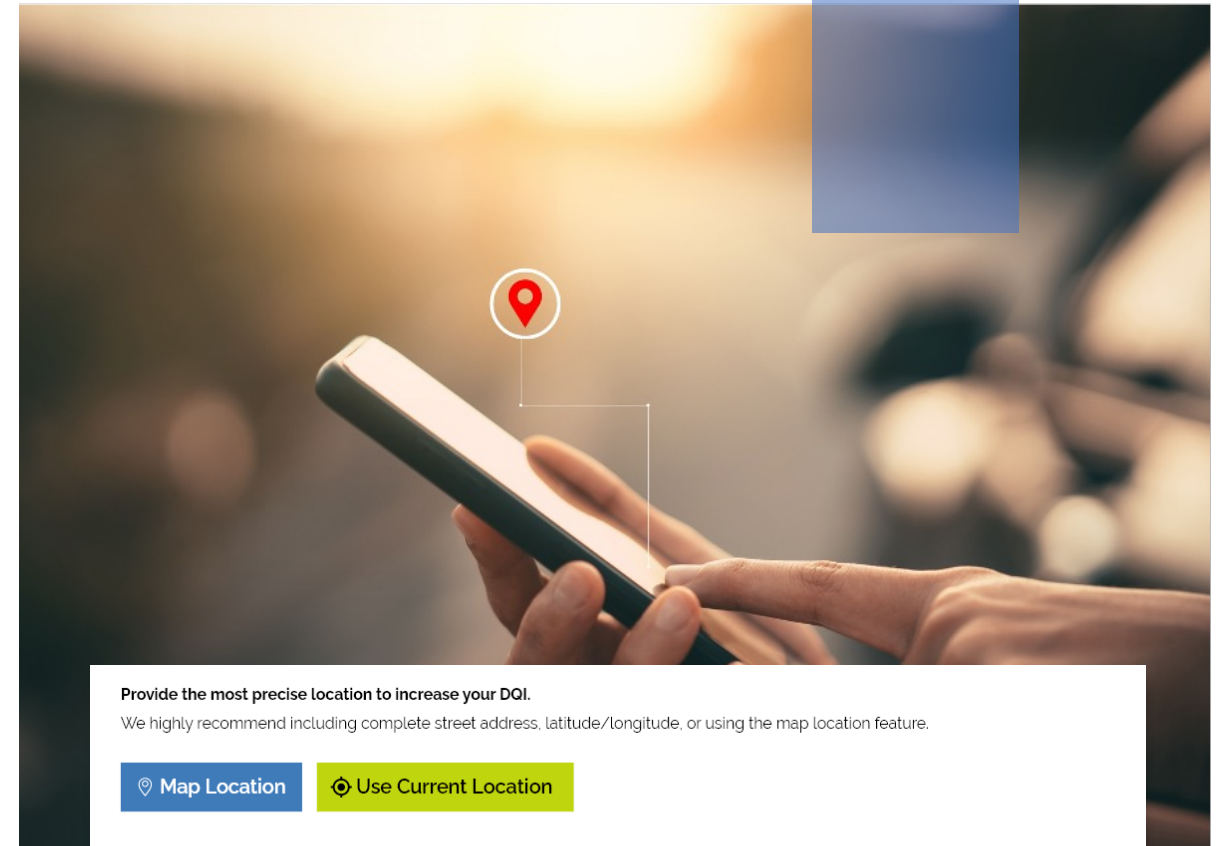 Provide the most precise location to increase your DQI.
We highly recommend including complete street address, latitude/longitude, or using the map location feature.
Map Location
Use Current Location